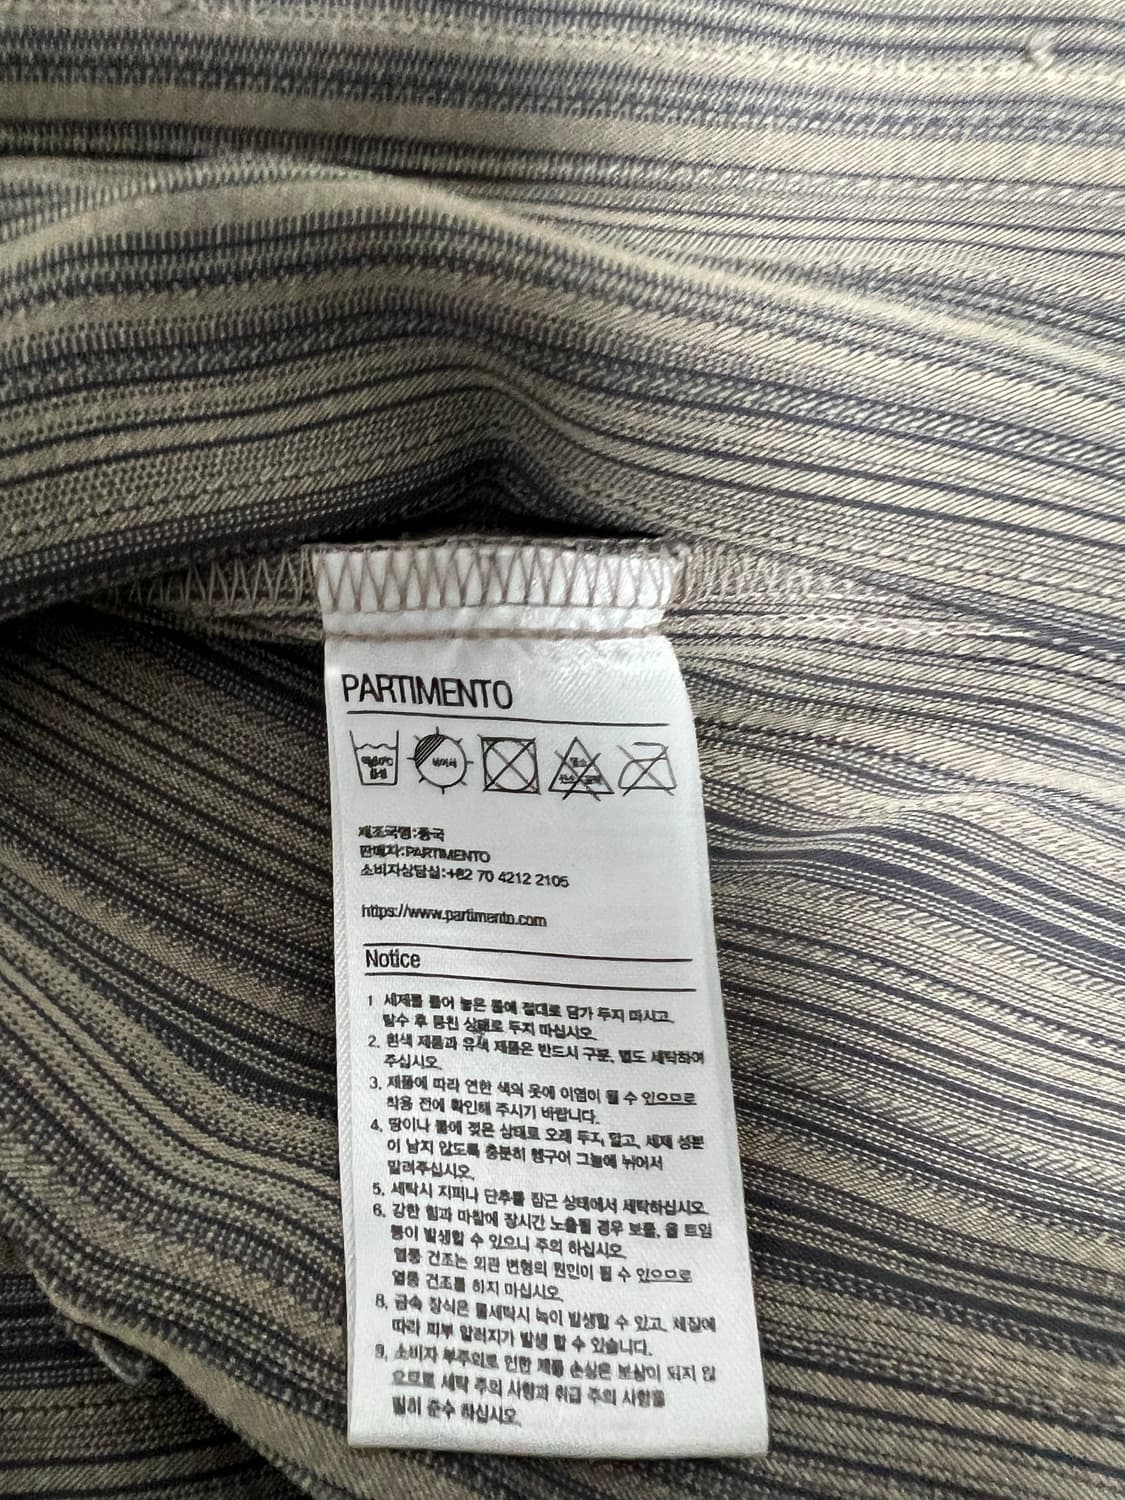 PARTIMENTO
뉘어서
염소
제조국명:중국
판매자:PARTIMENTO
소비자상담실:+82 70 4212 2105
https://www.partimento.com
Notice
1 세제를 풀어 놓은 물에 절대로 담가 두지 마시고
탈수 후 뭉친 상태로 두지 마십시오.
2. 흰색 제품과 유색 제품은 반드시 구분, 별도 세탁하여
주십시오.
3. 제품에 따라 연한 색의 옷에 이염이 될 수 있으므로
착용 전에 확인해 주시기 바랍니다.
4. 땀이나 물에 젖은 상태로 오래 두지 말고, 세제 성분
이 남지 않도록 충분히 헹구어 그늘에 뉘어서
말려주십시오.
5. 세탁시 지퍼나 단추를 잠근 상태에서 세탁하십시오.
6. 강한 힘과 마찰에 장시간 노출될 경우 보풀, 올 트임
등이 발생할 수 있으니 주의 하십시오.
열풍 건조는 외관 변형의 원인이 될 수 있으므로
열풍 건조를 하지 마십시오.
8. 금속 장식은 물세탁시 녹이 발생할 수 있고, 체질에
따라 피부 알러지가 발생 할 수 있습니다.
9. 소비자 부주의로 인한 제품 손상은 보상이 되지 않
으므로 세탁 주의 사항과 취급 주의 사항을
필히 준수 하십시오.